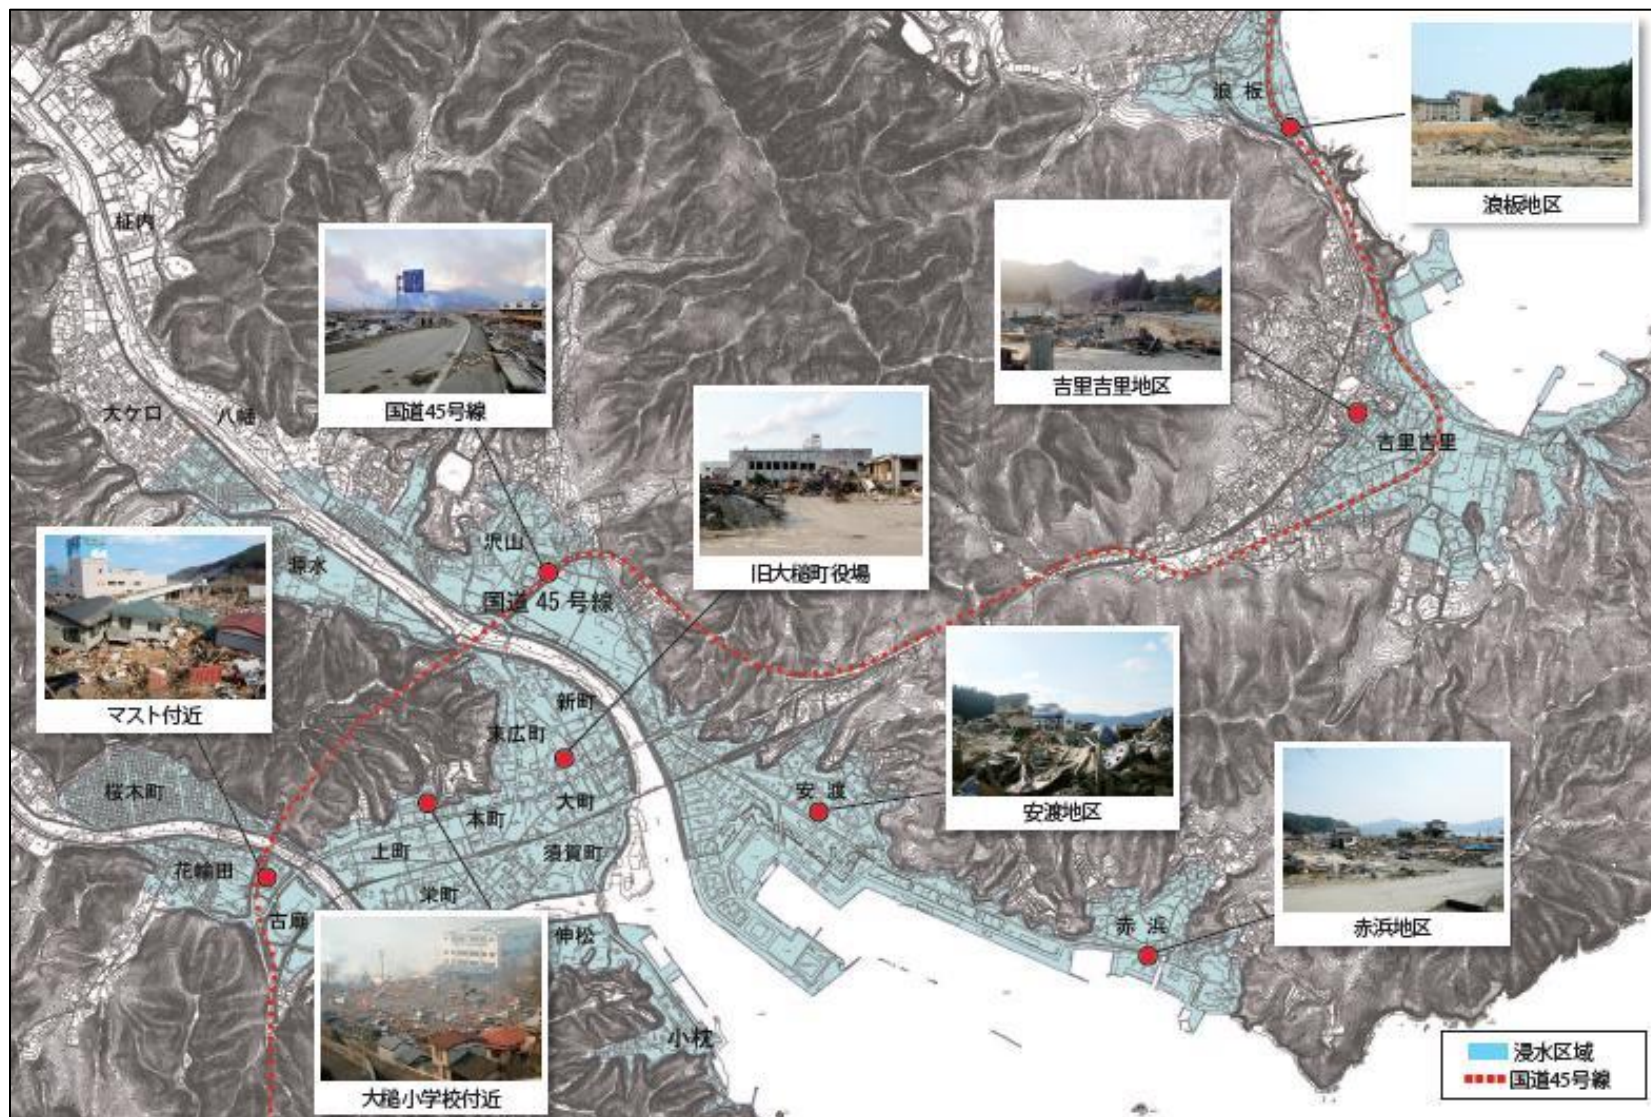 浪板
浪板地区
柾内
国道45号線
吉里吉里地区
大ケ口
八幡
吉里吉里
沢山
源水
国道 45 号線
旧大槌町役場
マスト付近
新町
末広町
安渡
安渡地区
桜木町
大町
本町
上町
須賀町
花輪田
栄町
古廟
伸松
赤浜
赤浜地区
小枕
大槌小学校付近
浸水区域
国道45号線